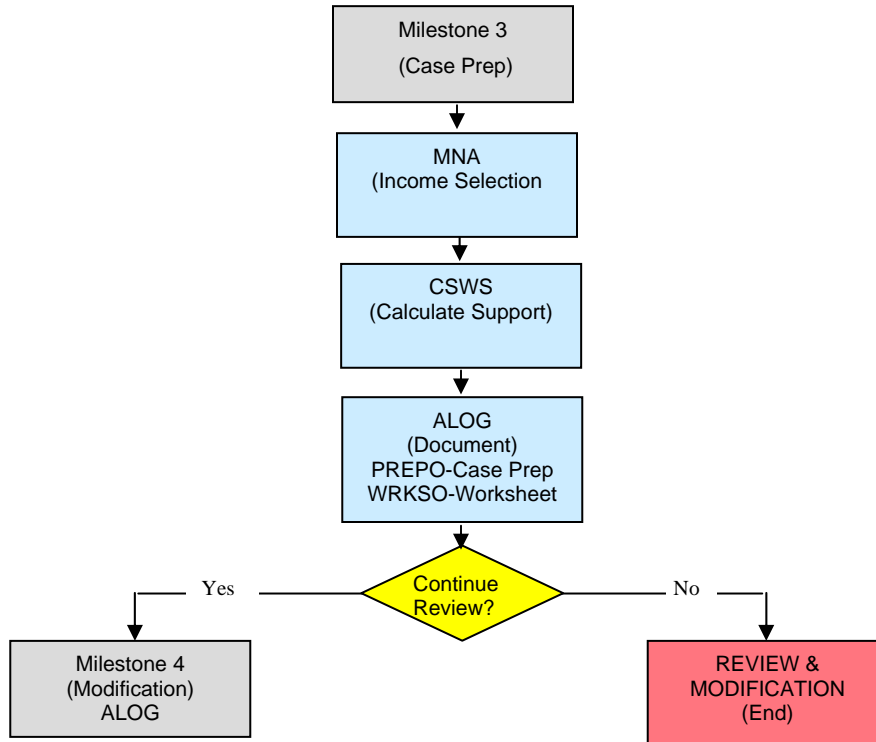 Milestone 3
(Case Prep)
MNA
(Income Selection
CSWS
(Calculate Support)
ALOG
(Document)
PREPO-Case Prep
WRKSO-Worksheet
Continue
Review?
Yes
No
Milestone 4
(Modification)
ALOG
REVIEW &
MODIFICATION
(End)